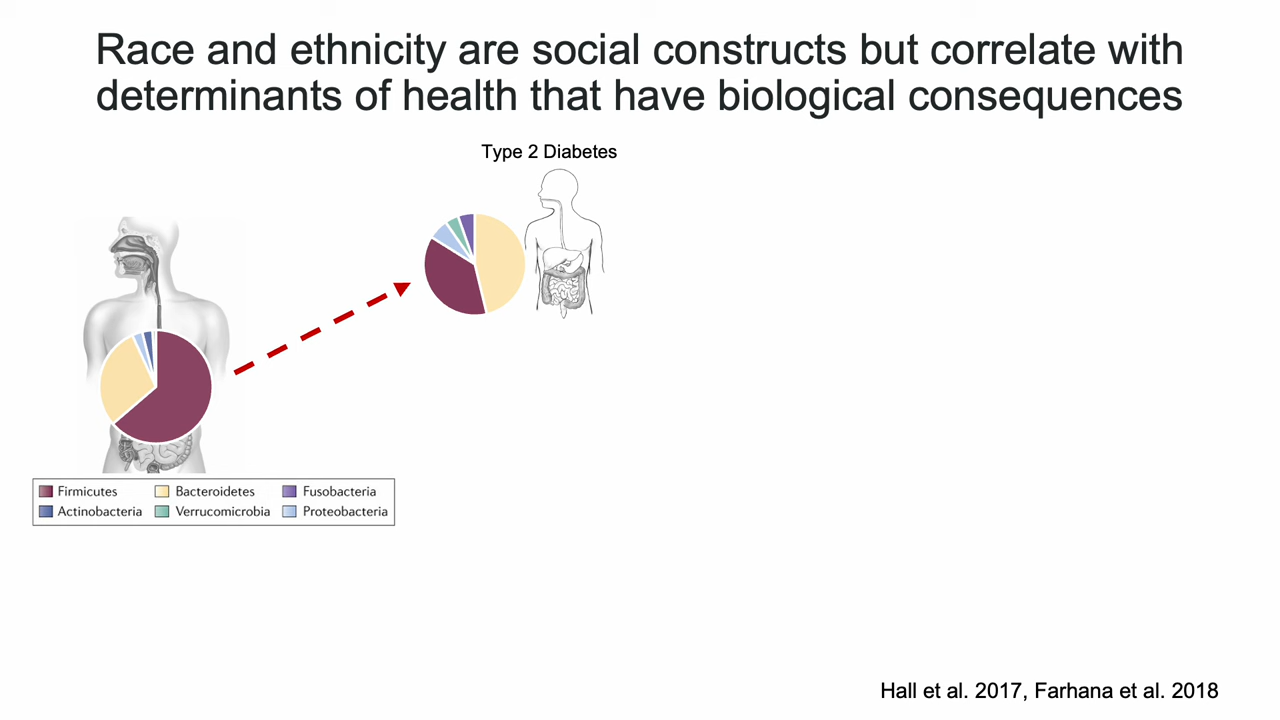 Race and ethnicity are social constructs but correlate with
determinants of health that have biological consequences
Type 2 Diabetes
Firmicutes Bacteroidetes Fusobacteria
Actinobacteria Verrucomicrobia Proteobacteria
Hall et al. 2017, Farhana et al. 2018